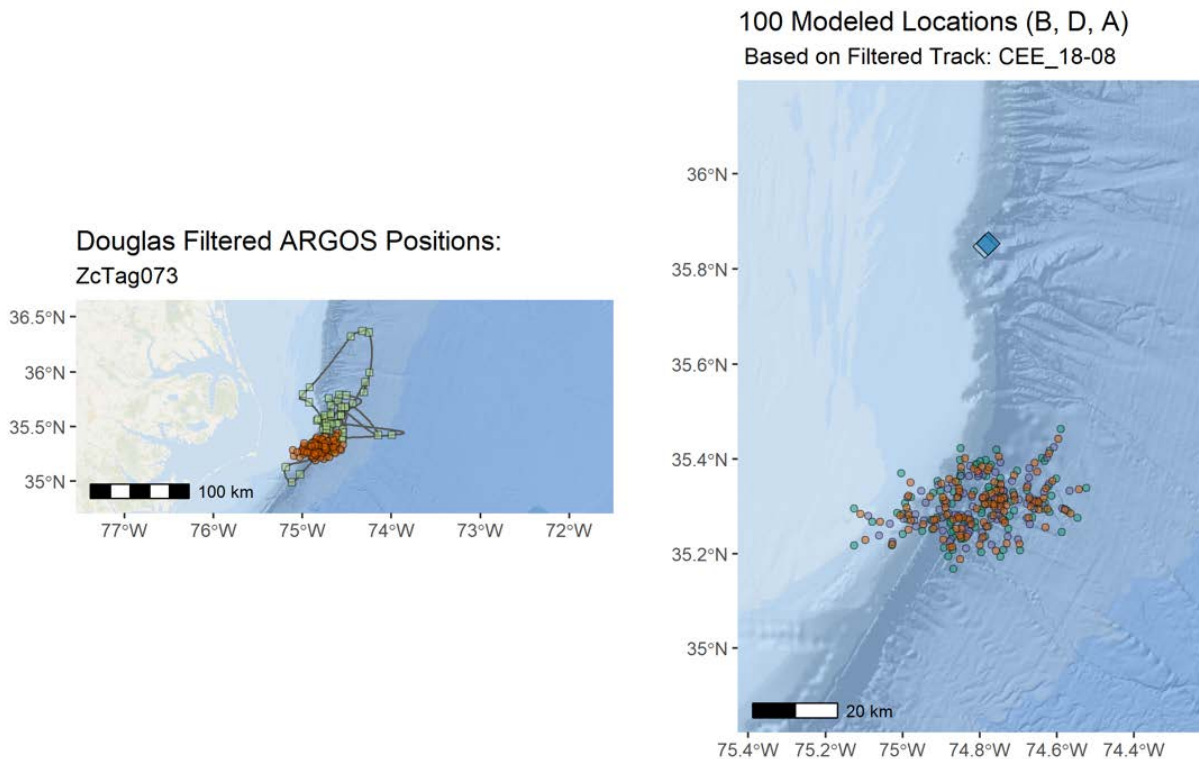 Douglas Filtered ARGOS Positions:
ZcTag073
36.5°N
36°N
35.5°N
35°N
100 km
77°W 76°W 75°W 74°W 73°W 72°W
100 Modeled Locations (B, D, A)
Based on Filtered Track: CEE_18-08
36°N
35.8°N
35.6°N
35.4°N
35.2°N
35°N
20 km
75.4°W 75.2°W 75°W 74.8°W 74.6°W 74.4°W